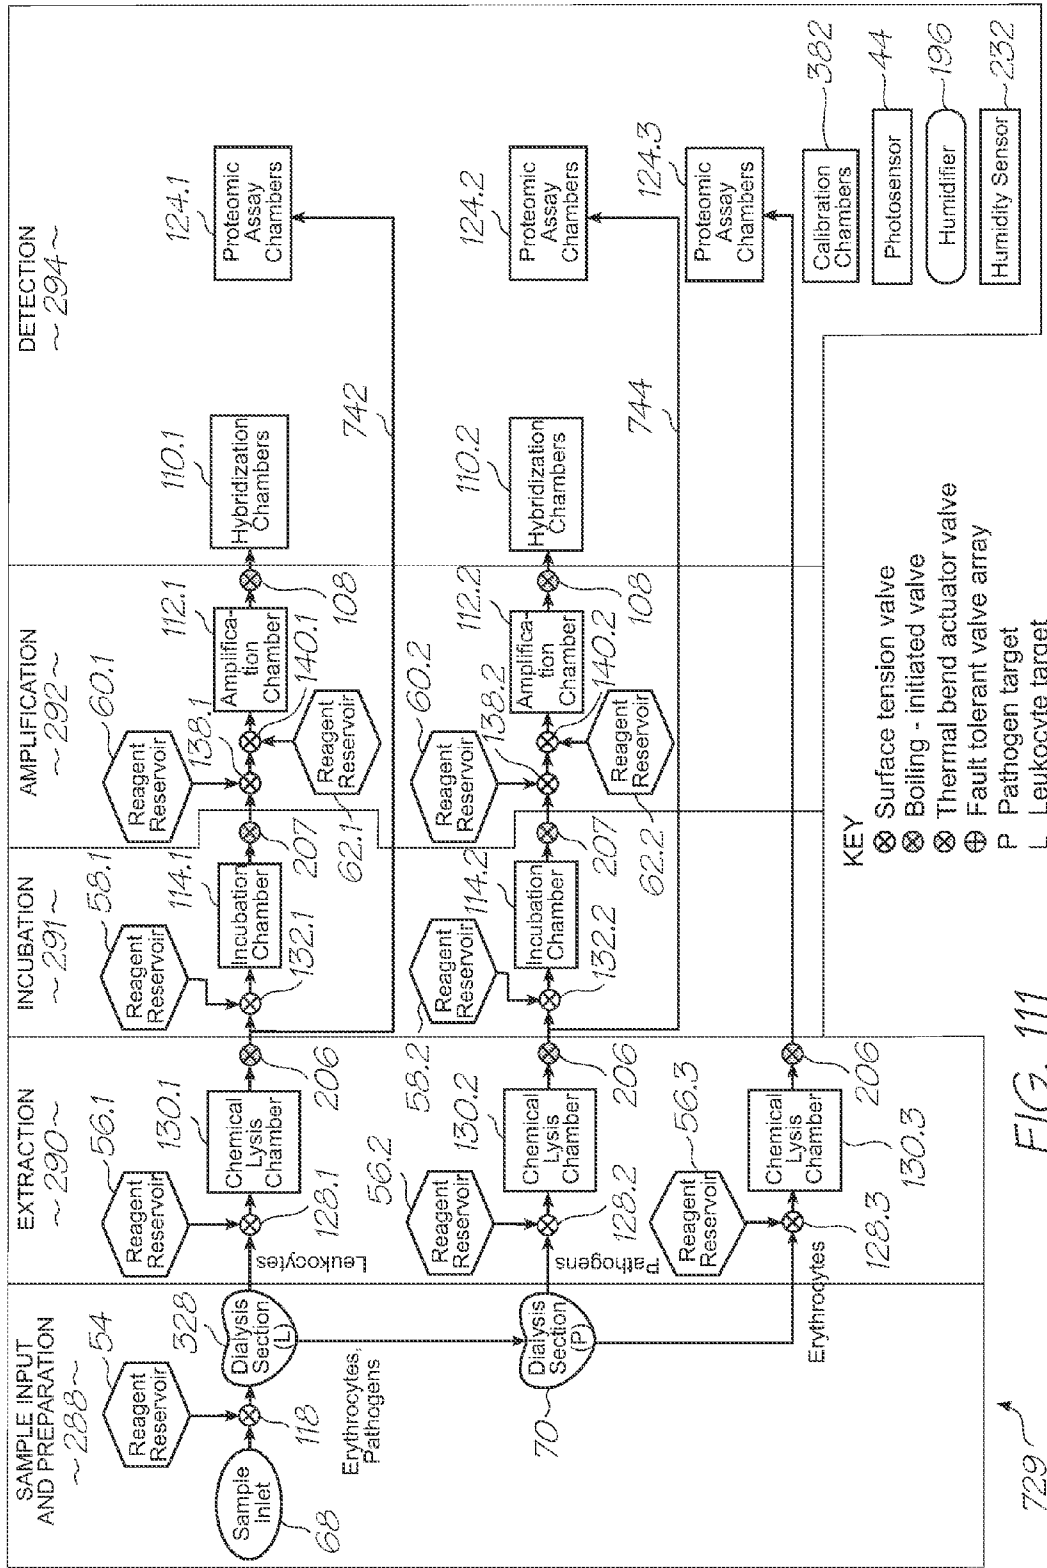 SAMPLE INPUT
AND PREPARATION
~288~
EXTRACTION
~290~
INCUBATION
~291~
AMPLIFICATION
~292~
DETECTION
~294~
Reagent
Reservoir
54
Sample
Inlet
68
118
Dialysis
Section
(L)
328
Erythrocytes,
Pathogens
Leukocytes
Reagent
Reservoir
56.1
128.1
Chemical
Lysis
Chamber
130.1
206
Reagent
Reservoir
58.1
132.1
Incubation
Chamber
114.1
207
Reagent
Reservoir
60.1
138.1
Reagent
Reservoir
62.1
140.1
Amplifica-
tion
Chamber
112.1
108
Hybridization
Chambers
110.1
742
Proteomic
Assay
Chambers
124.1
Dialysis
Section
(P)
70
Pathogens
Erythrocytes
Reagent
Reservoir
56.2
128.2
Chemical
Lysis
Chamber
130.2
206
Reagent
Reservoir
58.2
132.2
Incubation
Chamber
114.2
207
Reagent
Reservoir
60.2
138.2
Reagent
Reservoir
62.2
140.2
Amplifica-
tion
Chamber
112.2
108
Hybridization
Chambers
110.2
744
Proteomic
Assay
Chambers
124.2
Reagent
Reservoir
56.3
128.3
Chemical
Lysis
Chamber
130.3
206
Proteomic
Assay
Chambers
124.3
Calibration
Chambers
382
Photosensor
44
Humidifier
196
Humidity Sensor
232
KEY
Surface tension valve
Boiling - initiated valve
Thermal bend actuator valve
Fault tolerant valve array
P Pathogen target
L Leukocyte target
729
FIG. 111